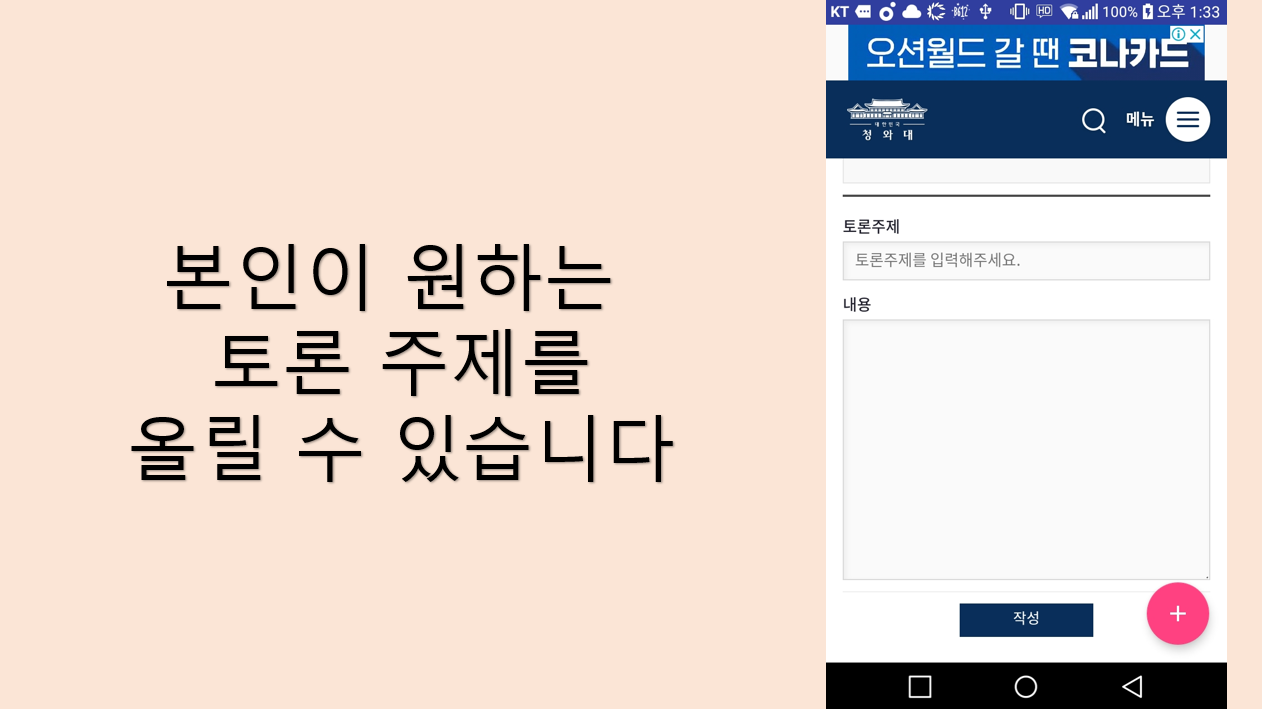 본인이 원하는
토론 주제를
올릴 수 있습니다
KT HD 100% 오후 1:33
오션월드 갈 땐 코나카드
대한민국
청와대
메뉴
토론주제
토론주제를 입력해주세요.
내용
작성